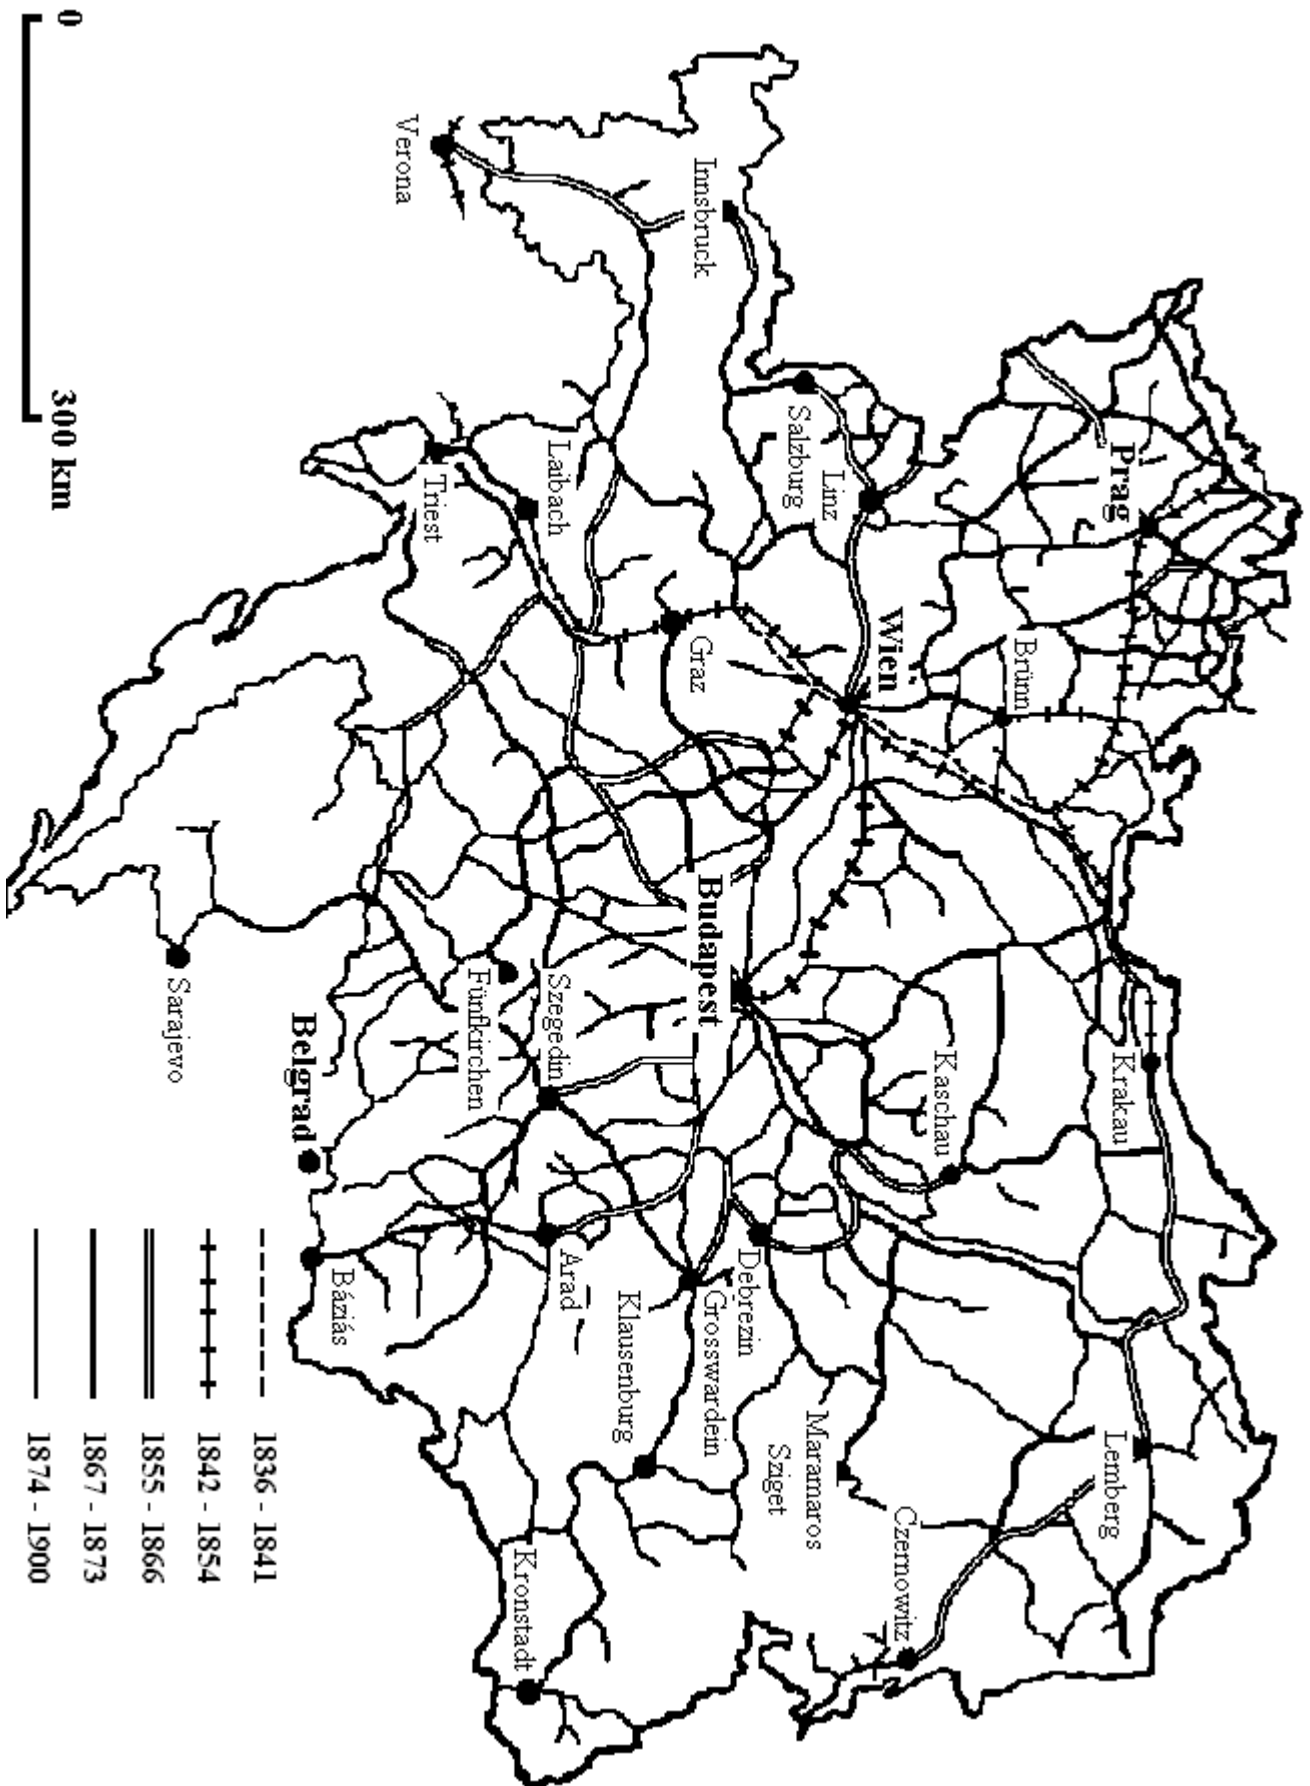 Prag
Brünn
Krakau
Lemberg
Linz
Wien
Kaschau
Czernowitz
Salzburg
Maramaros
Sziget
Innsbruck
Graz
Budapest
Debrezin
Grosswardein
Klausenburg
Laibach
Szegedin
Arad
Kronstadt
Verona
Triest
Fünfkirchen
Belgrad
Báziás
Sarajevo
0
300 km
1836 - 1841
1842 - 1854
1855 - 1866
1867 - 1873
1874 - 1900